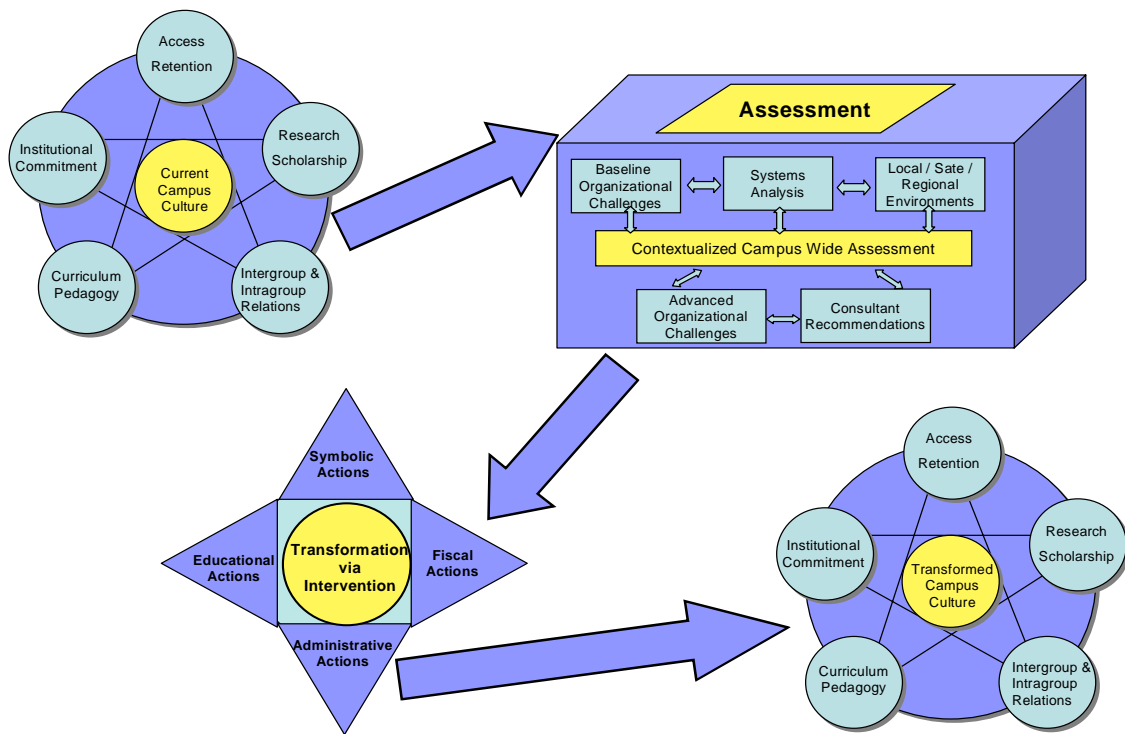 Access
Retention
Research
Scholarship
Institutional
Commitment
Current
Campus
Culture
Curriculum
Pedagogy
Intergroup &
Intragroup
Relations
Assessment
Baseline
Organizational
Challenges
Systems
Analysis
Local / Sate /
Regional
Environments
Contextualized Campus Wide Assessment
Advanced
Organizational
Challenges
Consultant
Recommendations
Symbolic
Actions
Educational
Actions
Transformation
via
Intervention
Fiscal
Actions
Administrative
Actions
Access
Retention
Research
Scholarship
Institutional
Commitment
Transformed
Campus
Culture
Curriculum
Pedagogy
Intergroup &
Intragroup
Relations